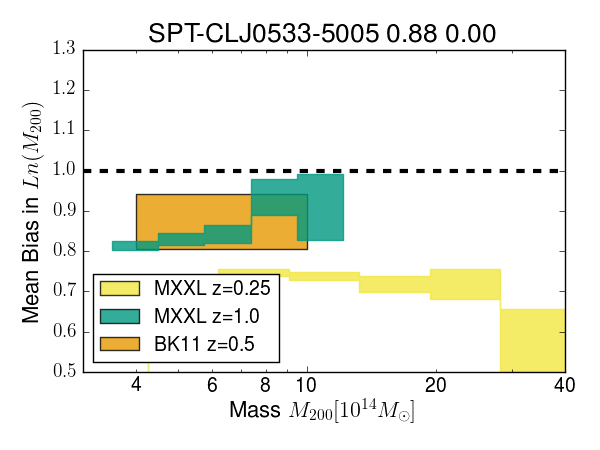 SPT-CLJ0533-5005 0.88 0.00
1.3
1.2
1.1
1.0
0.9
0.8
0.7
0.6
0.5
Mean Bias in Ln(M200)
MXXL z=0.25
MXXL z=1.0
BK11 z=0.5
4 6 8 10 20 40
Mass M200[10^14 M⊙]